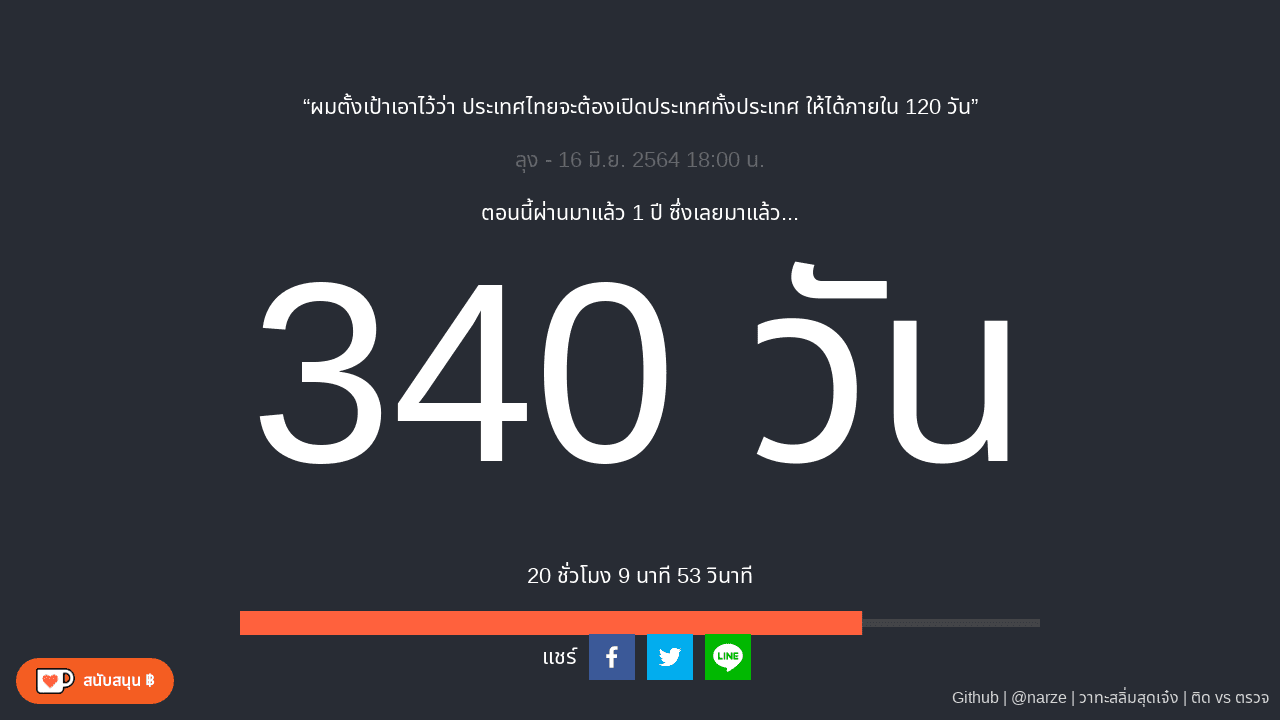 “ผมตั้งเป้าเอาไว้ว่า ประเทศไทยจะต้องเปิดประเทศทั้งประเทศ ให้ได้ภายใน 120 วัน”
ลุง - 16 มิ.ย. 2564 18:00 น.
ตอนนี้ผ่านมาแล้ว 1 ปี ซึ่งเลยมาแล้ว...
340 วัน
20 ชั่วโมง 9 นาที 53 วินาที
แชร์
LINE
สนับสนุน ฿
Github | @narze | วาทะสลิ่มสุดเจ๋ง | ติด vs ตรวจ